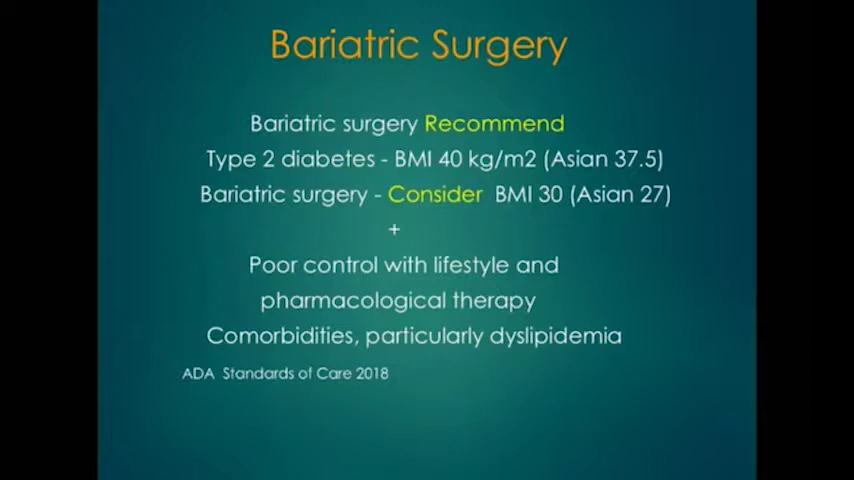 Bariatric Surgery
Bariatric surgery Recommend
Type 2 diabetes - BMI 40 kg/m2 (Asian 37.5)
Bariatric surgery - Consider BMI 30 (Asian 27)
+
Poor control with lifestyle and
pharmacological therapy
Comorbidities, particularly dyslipidemia
ADA Standards of Care 2018